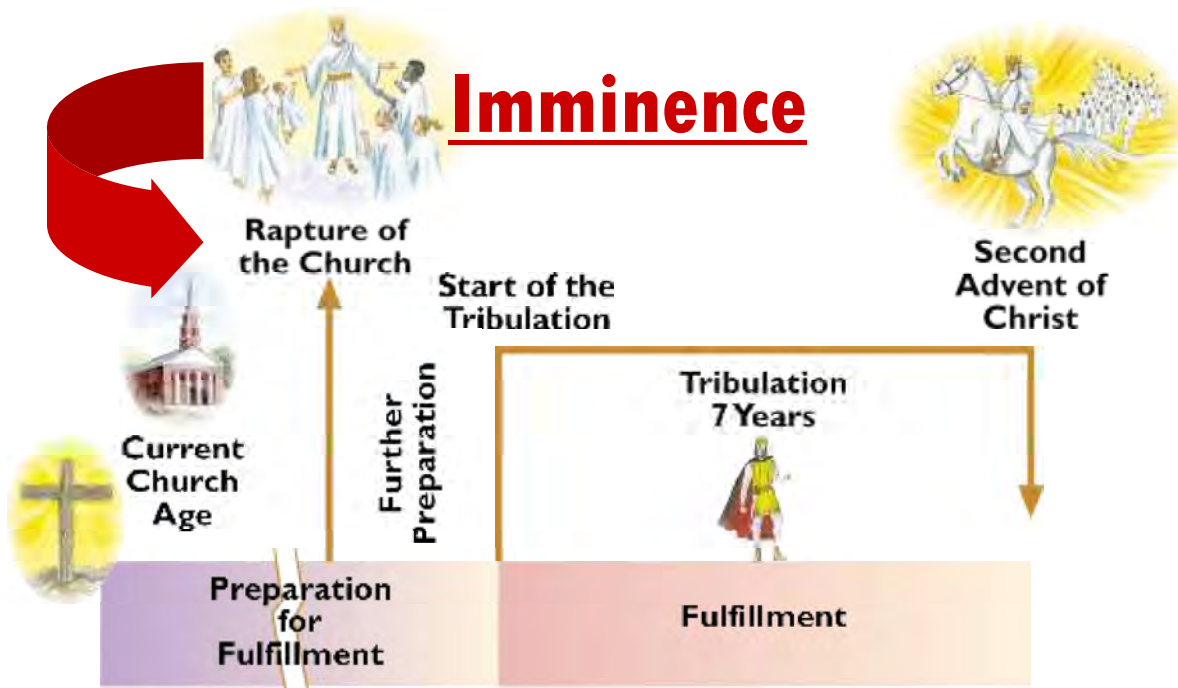 Imminence
Rapture of
the Church
Second
Advent of
Christ
Start of the
Tribulation
Tribulation
7 Years
Further
Preparation
Current
Church
Age
Preparation
for
Fulfillment
Fulfillment